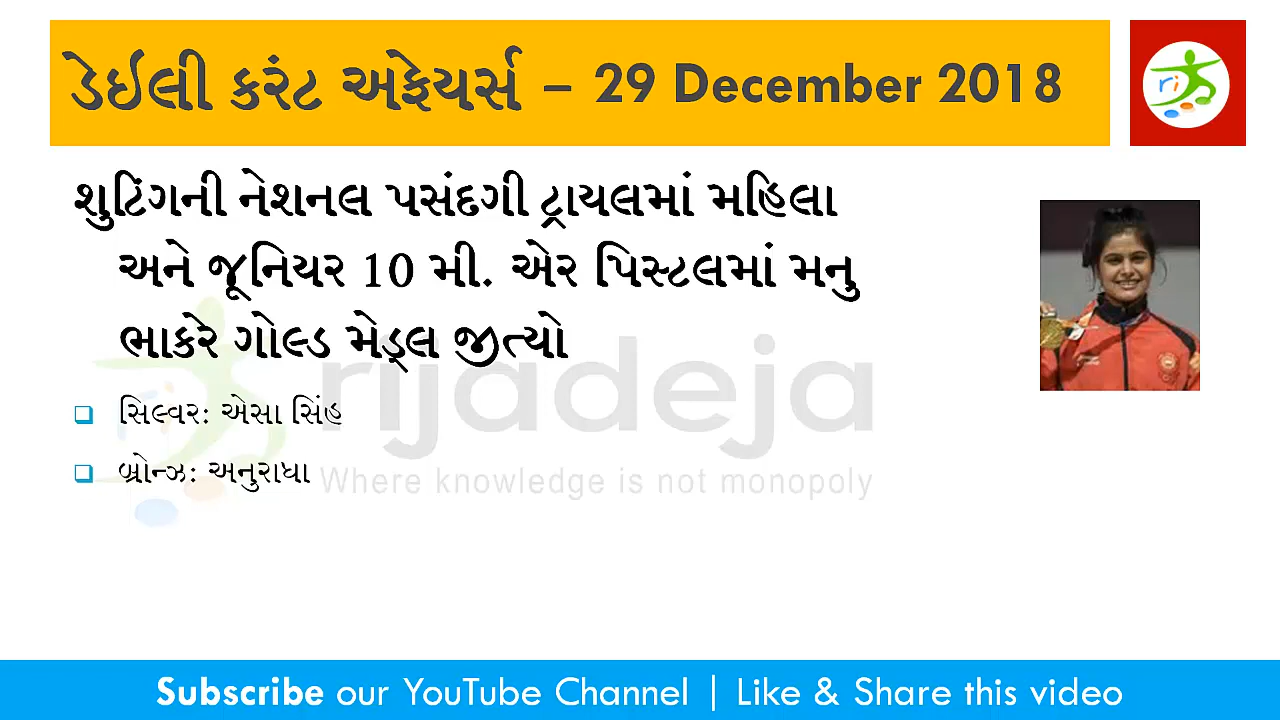 ડેઈલી કરંટ અફેયર્સ – 29 December 2018
ri
શુટિંગની નેશનલ પસંદગી ટ્રાયલમાં મહિલા
અને જૂનિયર 10 મી. એર પિસ્ટલમાં મનુ
ભાકરે ગોલ્ડ મેડ્લ જીત્યો
rijadeja
❑ સિલ્વર: એસા સિંહ
❑ બ્રોન્ઝ: અનુરાધા
Where knowledge is not monopoly
Subscribe our YouTube Channel | Like & Share this video